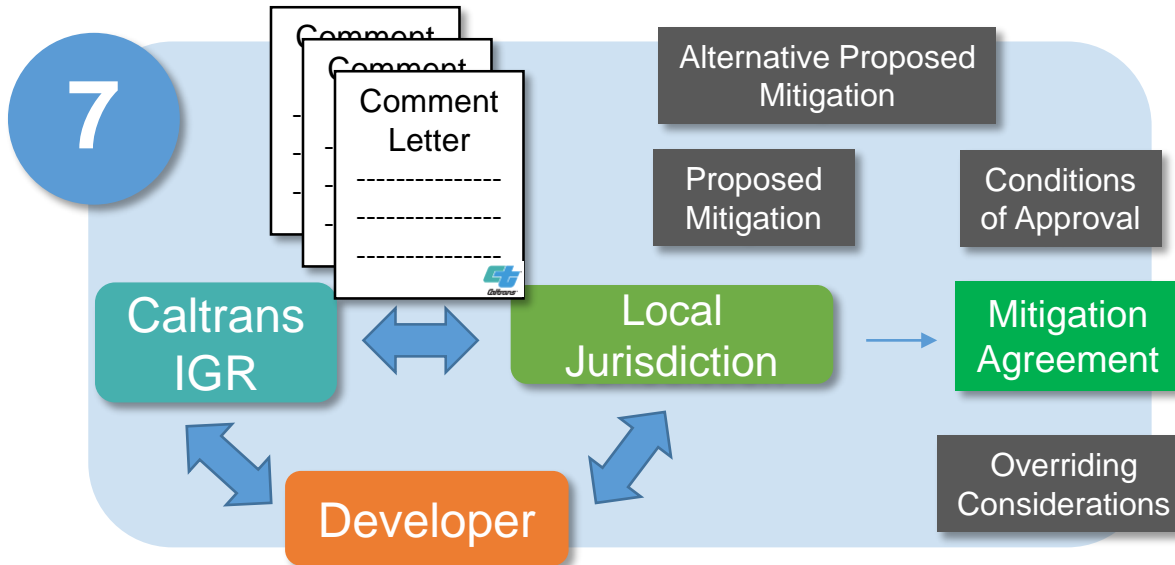 7
Comment
Comment
Comment
Letter
---------------
---------------
---------------
Caltrans
Alternative Proposed
Mitigation
Proposed
Mitigation
Conditions
of Approval
Caltrans
IGR
Local
Jurisdiction
Mitigation
Agreement
Developer
Overriding
Considerations